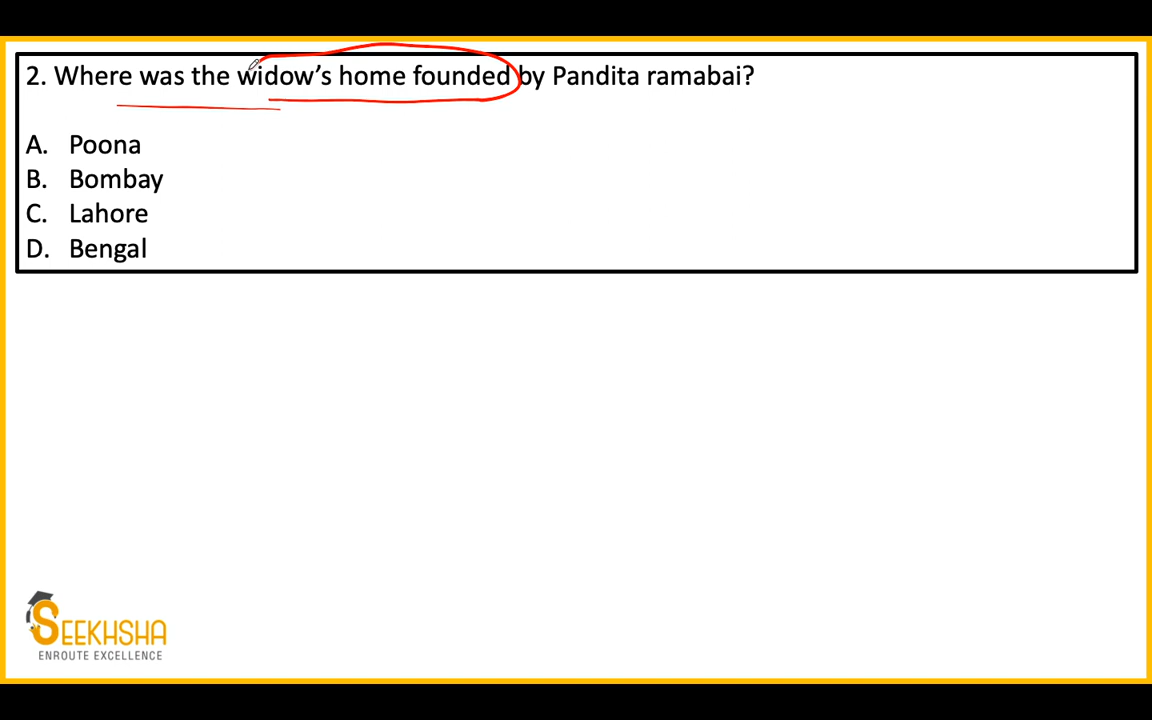 2. Where was the widow’s home founded by Pandita ramabai?
A. Poona
B. Bombay
C. Lahore
D. Bengal
SEEKHSHA
ENROUTE EXCELLENCE